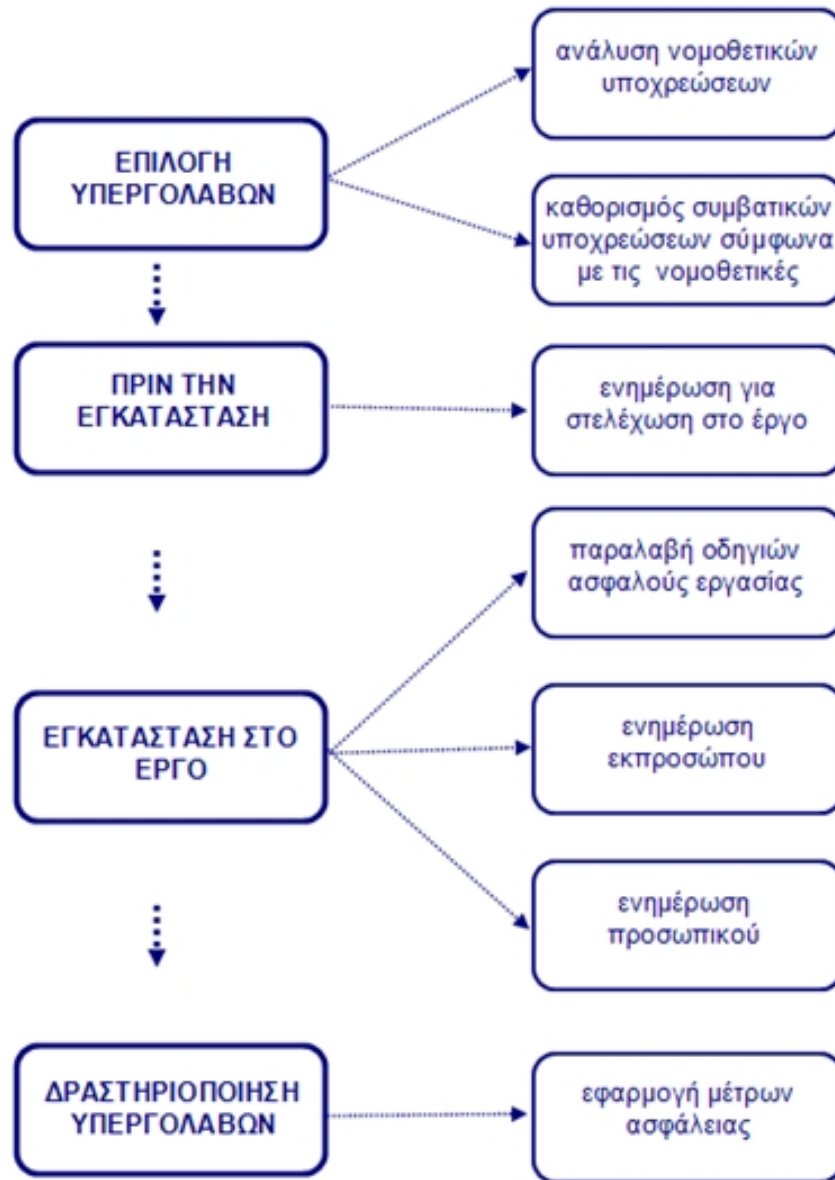 ανάλυση νομοθετικών
υποχρεώσεων
ΕΠΙΛΟΓΗ
ΥΠΕΡΓΟΛΑΒΩΝ
καθορισμός συμβατικών
υποχρεώσεων σύμφωνα
με τις νομοθετικές
ΠΡΙΝ ΤΗΝ
ΕΓΚΑΤΑΣΤΑΣΗ
ενημέρωση για
στελέχωση στο έργο
παραλαβή οδηγιών
ασφαλούς εργασίας
ΕΓΚΑΤΑΣΤΑΣΗ ΣΤΟ
ΕΡΓΟ
ενημέρωση
εκπροσώπου
ενημέρωση
προσωπικού
ΔΡΑΣΤΗΡΙΟΠΟΙΗΣΗ
ΥΠΕΡΓΟΛΑΒΩΝ
εφαρμογή μέτρων
ασφάλειας